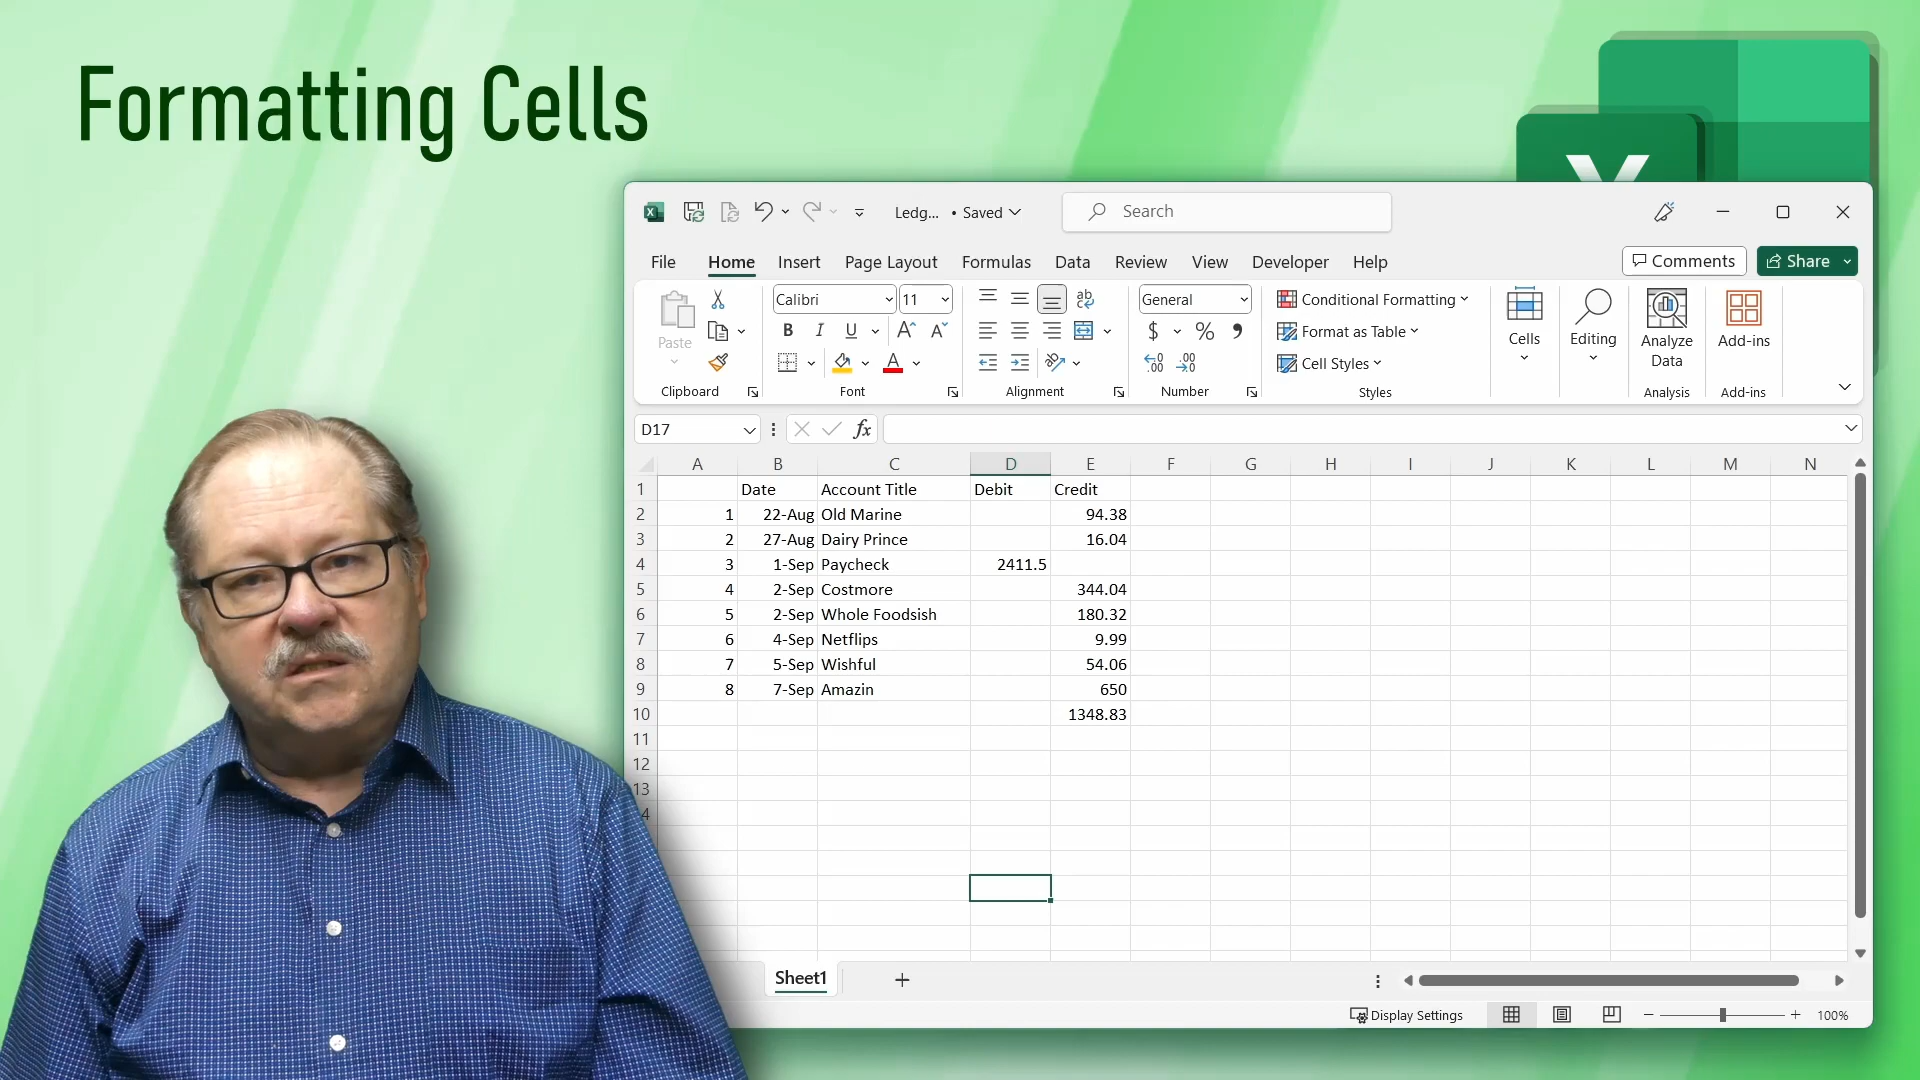 Formatting Cells
Ledg... • Saved
Search
File Home Insert Page Layout Formulas Data Review View Developer Help
Comments Share
Paste
Calibri 11
B I U
A A
A
ab
General
$ % 9
.00
Conditional Formatting
Format as Table
Cell Styles
Cells
Editing
Analyze
Data
Add-ins
Clipboard Font Alignment Number Styles Analysis Add-ins
D17
fx
A B C D E F G H I J K L M N
1 Date Account Title Debit Credit
2 1 22-Aug Old Marine 94.38
3 2 27-Aug Dairy Prince 16.04
4 3 1-Sep Paycheck 2411.5
5 4 2-Sep Costmore 344.04
6 5 2-Sep Whole Foodsish 180.32
7 6 4-Sep Netflips 9.99
8 7 5-Sep Wishful 54.06
9 8 7-Sep Amazin 650
10 1348.83
11
12
13
Sheet1
Display Settings
100%